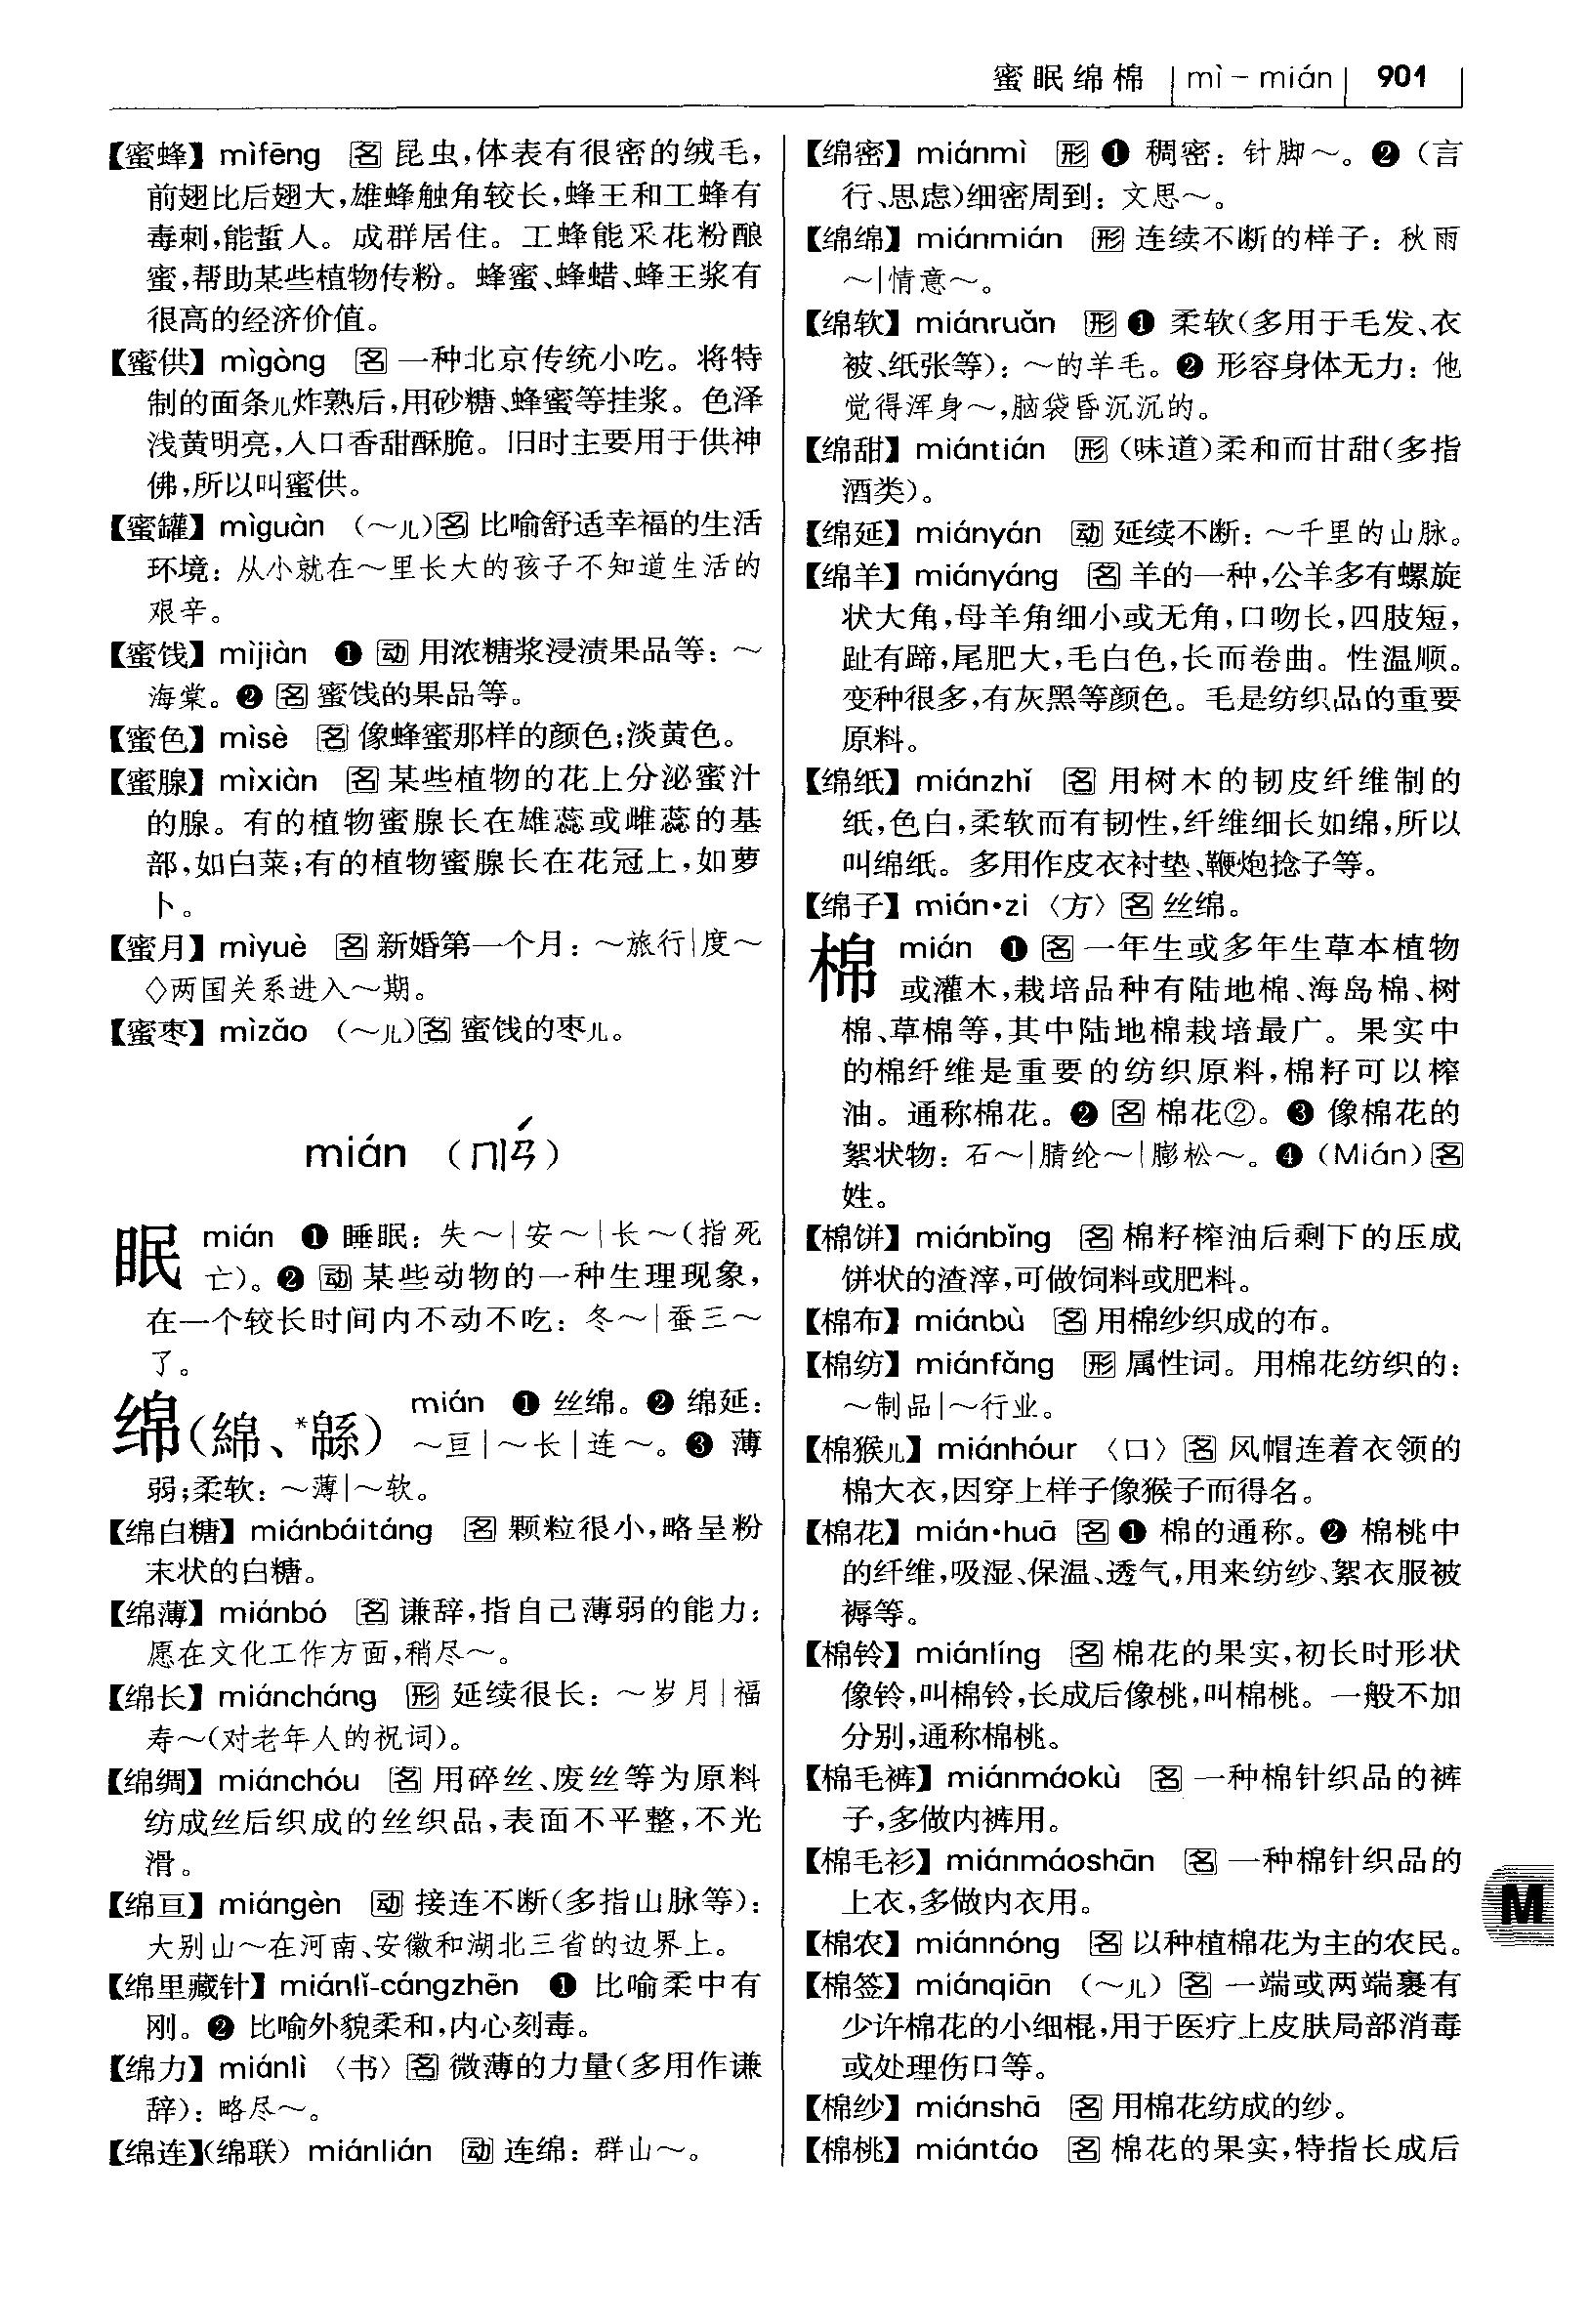 蜜眠绵棉 | mì－mián | 901
【蜜蜂】 mìfēng 名 昆虫,体表有很密的绒毛,
前翅比后翅大,雄蜂触角较长,蜂王和工蜂有
毒刺,能蜇人。成群居住。工蜂能采花粉酿
蜜,帮助某些植物传粉。蜂蜜、蜂蜡、蜂王浆有
很高的经济价值。
【蜜供】 mìgòng 名 一种北京传统小吃。将特
制的面条儿炸熟后,用砂糖、蜂蜜等挂浆。色泽
浅黄明亮,入口香甜酥脆。旧时主要用于供神
佛,所以叫蜜供。
【蜜罐】 mìguàn （～儿）名 比喻舒适幸福的生活
环境：从小就在～里长大的孩子不知道生活的
艰辛。
【蜜饯】 mìjiàn ❶ 动 用浓糖浆浸渍果品等：～
海棠。❷ 名 蜜饯的果品等。
【蜜色】 mìsè 名 像蜂蜜那样的颜色;淡黄色。
【蜜腺】 mìxiàn 名 某些植物的花上分泌蜜汁
的腺。有的植物蜜腺长在雄蕊或雌蕊的基
部,如白菜;有的植物蜜腺长在花冠上,如萝
卜。
【蜜月】 mìyuè 名 新婚第一个月：～旅行|度～
◇两国关系进入～期。
【蜜枣】 mìzǎo （～儿）名 蜜饯的枣儿。
mián （ㄇㄧㄢˊ）
眠 mián ❶ 睡眠：失～|安～|长～(指死
亡)。❷ 动 某些动物的一种生理现象,
在一个较长时间内不动不吃：冬～|蚕三～
了。
绵(綿、*緜) mián ❶ 丝绵。❷ 绵延：
～亘|～长|连～。❸ 薄
弱;柔软：～薄|～软。
【绵白糖】 miánbáitáng 名 颗粒很小,略呈粉
末状的白糖。
【绵薄】 miánbó 名 谦辞,指自己薄弱的能力：
愿在文化工作方面,稍尽～。
【绵长】 miáncháng 形 延续很长：～岁月|福
寿～(对老年人的祝词)。
【绵绸】 miánchóu 名 用碎丝、废丝等为原料
纺成丝后织成的丝织品,表面不平整,不光
滑。
【绵亘】 miángèn 动 接连不断(多指山脉等)：
大别山～在河南、安徽和湖北三省的边界上。
【绵里藏针】 miánlǐ-cángzhēn ❶ 比喻柔中有
刚。❷ 比喻外貌柔和,内心刻毒。
【绵力】 miánlì 〈书〉名 微薄的力量(多用作谦
辞)：略尽～。
【绵连】(绵联） miánlián 动 连绵：群山～。
【绵密】 miánmì 形 ❶ 稠密：针脚～。❷（言
行、思虑)细密周到：文思～。
【绵绵】 miánmián 形 连续不断的样子：秋雨
～|情意～。
【绵软】 miánruǎn 形 ❶ 柔软(多用于毛发、衣
被、纸张等)：～的羊毛。❷ 形容身体无力：他
觉得浑身～,脑袋昏沉沉的。
【绵甜】 miántián 形 (味道)柔和而甘甜(多指
酒类)。
【绵延】 miányán 动 延续不断：～千里的山脉。
【绵羊】 miányáng 名 羊的一种,公羊多有螺旋
状大角,母羊角细小或无角,口吻长,四肢短,
趾有蹄,尾肥大,毛白色,长而卷曲。性温顺。
变种很多,有灰黑等颜色。毛是纺织品的重要
原料。
【绵纸】 miánzhǐ 名 用树木的韧皮纤维制的
纸,色白,柔软而有韧性,纤维细长如绵,所以
叫绵纸。多用作皮衣衬垫、鞭炮捻子等。
【绵子】 mián•zi 〈方〉名 丝绵。
棉 mián ❶ 名 一年生或多年生草本植物
或灌木,栽培品种有陆地棉、海岛棉、树
棉、草棉等,其中陆地棉栽培最广。果实中
的棉纤维是重要的纺织原料,棉籽可以榨
油。通称棉花。❷ 名 棉花②。❸ 像棉花的
絮状物：石～|腈纶～|膨松～。❹（Mián）名
姓。
【棉饼】 miánbǐng 名 棉籽榨油后剩下的压成
饼状的渣滓,可做饲料或肥料。
【棉布】 miánbù 名 用棉纱织成的布。
【棉纺】 miánfǎng 形 属性词。用棉花纺织的：
～制品|～行业。
【棉猴儿】 miánhóur 〈口〉名 风帽连着衣领的
棉大衣,因穿上样子像猴子而得名。
【棉花】 mián•huā 名 ❶ 棉的通称。❷ 棉桃中
的纤维,吸湿、保温、透气,用来纺纱、絮衣服被
褥等。
【棉铃】 miánlíng 名 棉花的果实,初长时形状
像铃,叫棉铃,长成后像桃,叫棉桃。一般不加
分别,通称棉桃。
【棉毛裤】 miánmáokù 名 一种棉针织品的裤
子,多做内裤用。
【棉毛衫】 miánmáoshān 名 一种棉针织品的
上衣,多做内衣用。
【棉农】 miánnóng 名 以种植棉花为主的农民。
【棉签】 miánqiān （～儿）名 一端或两端裹有
少许棉花的小细棍,用于医疗上皮肤局部消毒
或处理伤口等。
【棉纱】 miánshā 名 用棉花纺成的纱。
【棉桃】 miántáo 名 棉花的果实,特指长成后
M